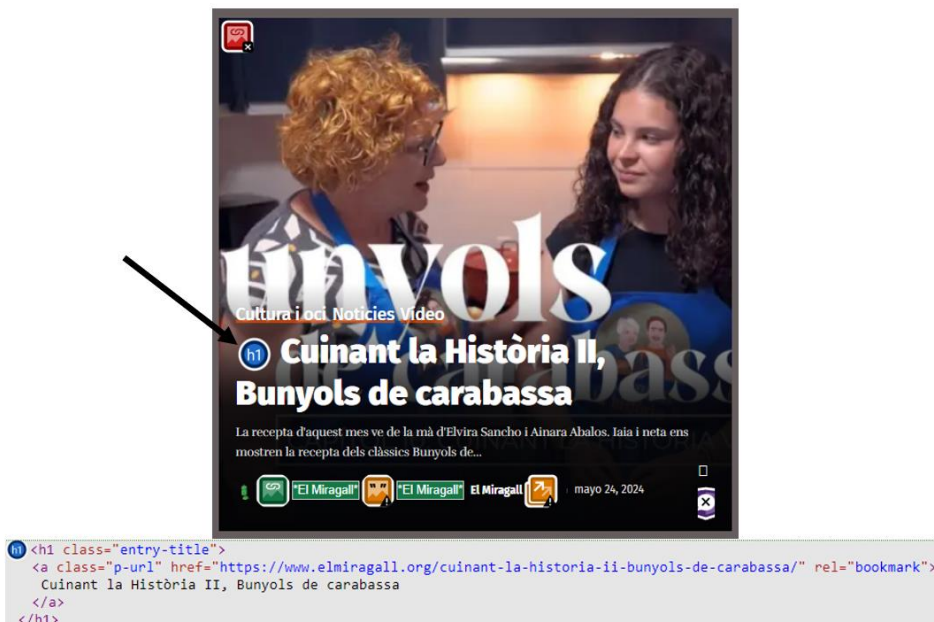 unyols
de carabass
Cultura i oci Noticies Vídeo
h1 Cuinant la Història II,
Bunyols de carabassa
La recepta d'aquest mes ve de la mà d'Elvira Sancho i Ainara Abalos. Iaia i neta ens
mostren la recepta dels clàssics Bunyols de...
*El Miragall* *El Miragall* El Miragall mayo 24, 2024
h1 <h1 class="entry-title">
<a class="p-url" href="https://www.elmiragall.org/cuinant-la-historia-ii-bunyols-de-carabassa/" rel="bookmark">
Cuinant la Història II, Bunyols de carabassa
</a>
</h1>